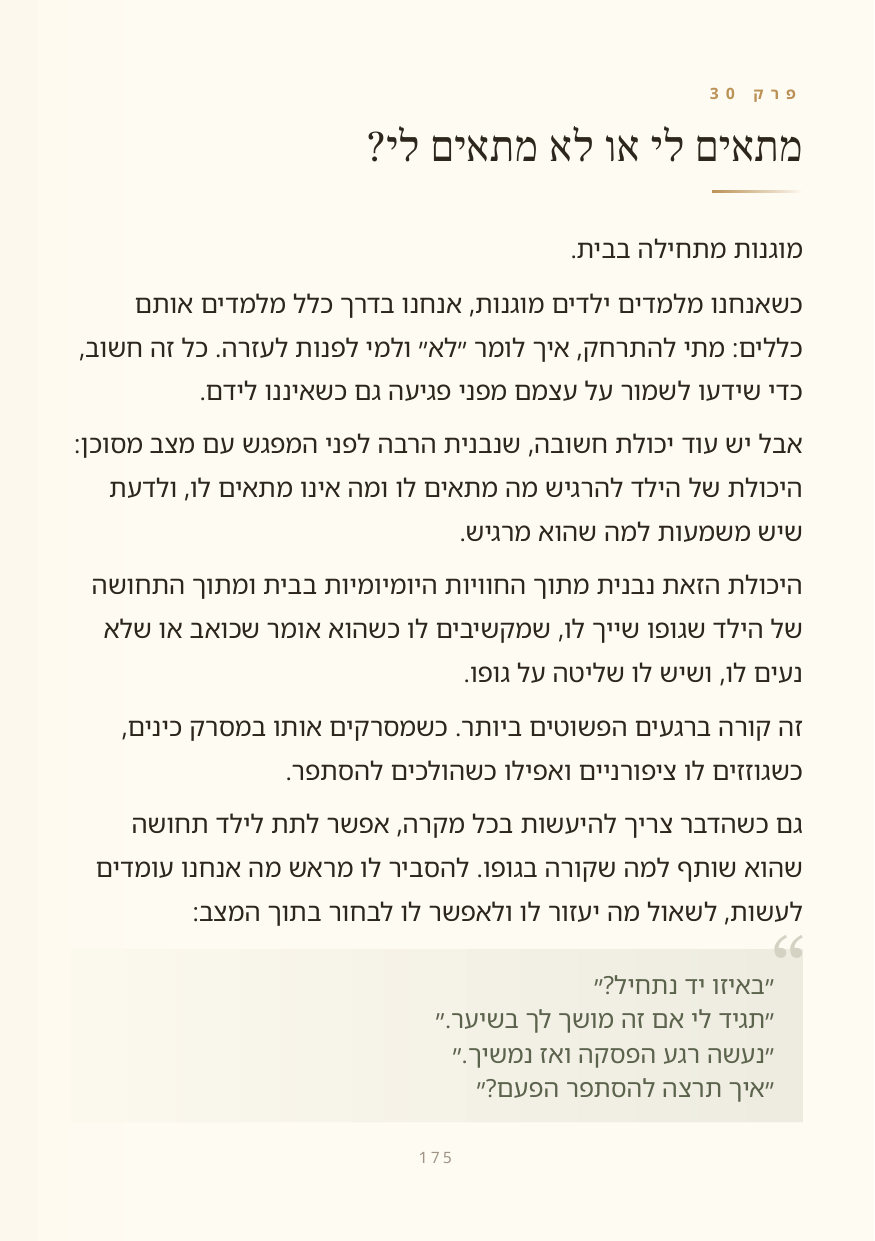 פרק 30
מתאים לי או לא מתאים לי?
מוגנות מתחילה בבית.
כשאנחנו מלמדים ילדים מוגנות, אנחנו בדרך כלל מלמדים אותם
כללים: מתי להתרחק, איך לומר ״לא״ ולמי לפנות לעזרה. כל זה חשוב,
כדי שידעו לשמור על עצמם מפני פגיעה גם כשאיננו לידם.
אבל יש עוד יכולת חשובה, שנבנית הרבה לפני המפגש עם מצב מסוכן:
היכולת של הילד להרגיש מה מתאים לו ומה אינו מתאים לו, ולדעת
שיש משמעות למה שהוא מרגיש.
היכולת הזאת נבנית מתוך החוויות היומיומיות בבית ומתוך התחושה
של הילד שגופו שייך לו, שמקשיבים לו כשהוא אומר שכואב או שלא
נעים לו, ושיש לו שליטה על גופו.
זה קורה ברגעים הפשוטים ביותר. כשמסרקים אותו במסרק כינים,
כשגוזזים לו ציפורניים ואפילו כשהולכים להסתפר.
גם כשהדבר צריך להיעשות בכל מקרה, אפשר לתת לילד תחושה
שהוא שותף למה שקורה בגופו. להסביר לו מראש מה אנחנו עומדים
לעשות, לשאול מה יעזור לו ולאפשר לו לבחור בתוך המצב:
“
״באיזו יד נתחיל?״
״תגיד לי אם זה מושך לך בשיער.״
״נעשה רגע הפסקה ואז נמשיך.״
״איך תרצה להסתפר הפעם?״
175